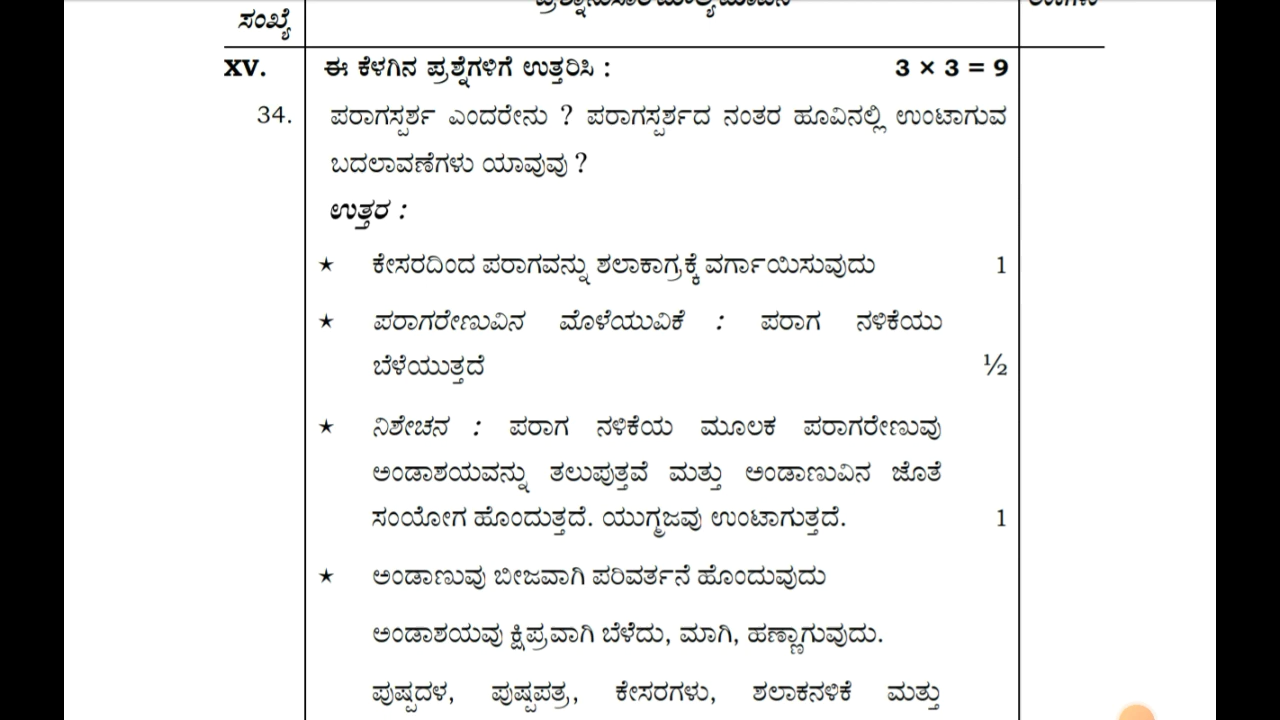 ಸಂಖ್ಯೆ
XV. ಈ ಕೆಳಗಿನ ಪ್ರಶ್ನೆಗಳಿಗೆ ಉತ್ತರಿಸಿ : 3 × 3 = 9
34. ಪರಾಗಸ್ಪರ್ಶ ಎಂದರೇನು ? ಪರಾಗಸ್ಪರ್ಶದ ನಂತರ ಹೂವಿನಲ್ಲಿ ಉಂಟಾಗುವ
ಬದಲಾವಣೆಗಳು ಯಾವುವು ?
ಉತ್ತರ :
★ ಕೇಸರದಿಂದ ಪರಾಗವನ್ನು ಶಲಾಕಾಗ್ರಕ್ಕೆ ವರ್ಗಾಯಿಸುವುದು 1
★ ಪರಾಗರೇಣುವಿನ ಮೊಳೆಯುವಿಕೆ : ಪರಾಗ ನಳಿಕೆಯು
ಬೆಳೆಯುತ್ತದೆ ½
★ ನಿಶೇಚನ : ಪರಾಗ ನಳಿಕೆಯ ಮೂಲಕ ಪರಾಗರೇಣುವು
ಅಂಡಾಶಯವನ್ನು ತಲುಪುತ್ತವೆ ಮತ್ತು ಅಂಡಾಣುವಿನ ಜೊತೆ
ಸಂಯೋಗ ಹೊಂದುತ್ತದೆ. ಯುಗ್ಮಜವು ಉಂಟಾಗುತ್ತದೆ. 1
★ ಅಂಡಾಣುವು ಬೀಜವಾಗಿ ಪರಿವರ್ತನೆ ಹೊಂದುವುದು
ಅಂಡಾಶಯವು ಕ್ಷಿಪ್ರವಾಗಿ ಬೆಳೆದು, ಮಾಗಿ, ಹಣ್ಣಾಗುವುದು.
ಪುಷ್ಪದಳ, ಪುಷ್ಪಪತ್ರ, ಕೇಸರಗಳು, ಶಲಾಕನಳಿಕೆ ಮತ್ತು